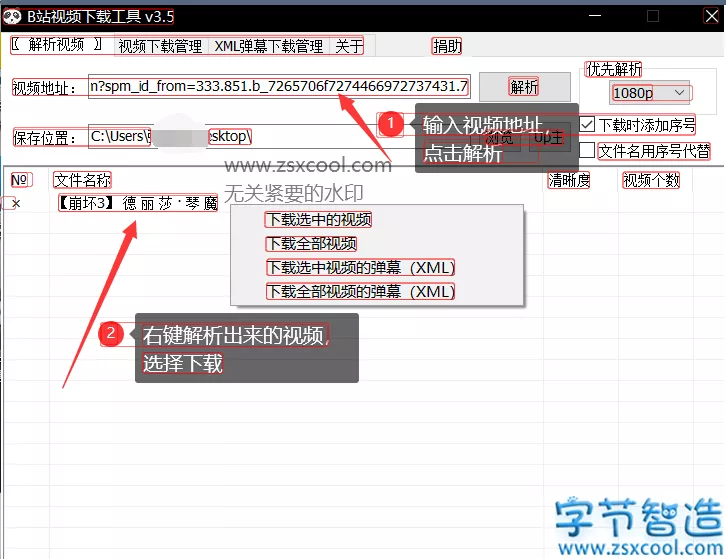 B站视频下载工具 v3.5
〖 解析视频 〗 视频下载管理 XML弹幕下载管理 关于 捐助
视频地址： n?spm_id_from=333.851.b_7265706f7274466972737431.7 解析
优先解析
1080p
保存位置： C:\Users\ esktop\ 浏览 Up主
下载时添加序号
文件名用序号代替
1 输入视频地址
点击解析
www.zsxcool.com
无关紧要的水印
№ 文件名称 清晰度 视频个数
【崩坏3】德丽莎·琴魔
下载选中的视频
下载全部视频
下载选中视频的弹幕（XML）
下载全部视频的弹幕（XML）
2 右键解析出来的视频，
选择下载
字节智造
www.zsxcool.com